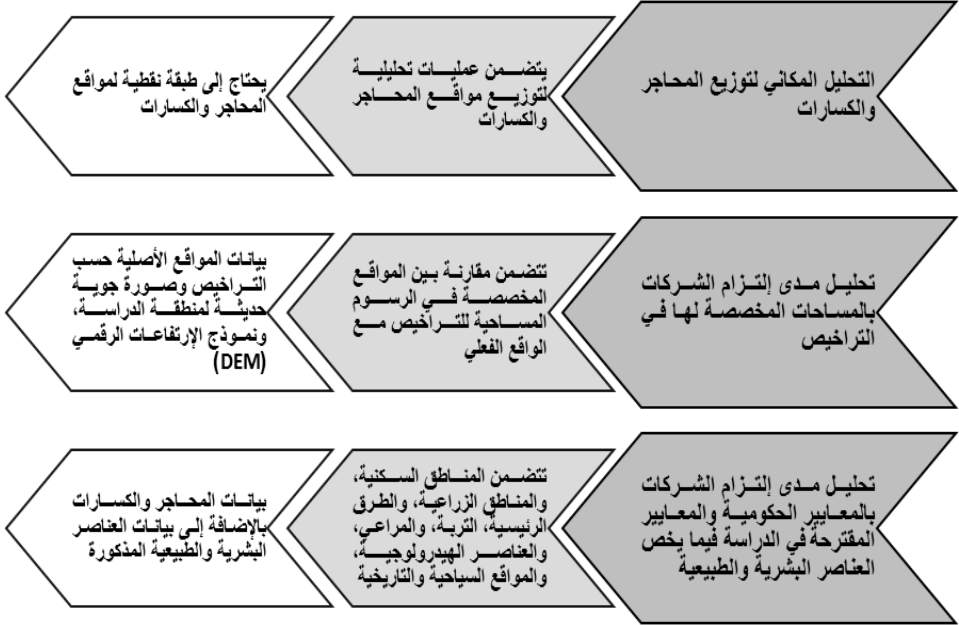 التحليل المكاني لتوزيع المحاجر
والكسارات
يتضمن عمليات تحليلية
لتوزيع مواقع المحاجر
والكسارات
يحتاج إلى طبقة نقطية لمواقع
المحاجر والكسارات
تحليل مدى إلتزام الشركات
بالمساحات المخصصة لها في
التراخيص
تتضمن مقارنة بين المواقع
المخصصة في الرسوم
المساحية للتراخيص مع
الواقع الفعلي
بيانات المواقع الأصلية حسب
التراخيص وصورة جوية
حديثة لمنطقة الدراسة،
ونموذج الإرتفاعات الرقمي
(DEM)
تحليل مدى إلتزام الشركات
بالمعايير الحكومية والمعايير
المقترحة في الدراسة فيما يخص
العناصر البشرية والطبيعية
تتضمن المناطق السكنية،
والمناطق الزراعية، والطرق
الرئيسية، التربة، والمراعي،
والعناصر الهيدرولوجية،
والمواقع السياحية والتاريخية
بيانات المحاجر والكسارات
بالإضافة إلى بيانات العناصر
البشرية والطبيعية المذكورة